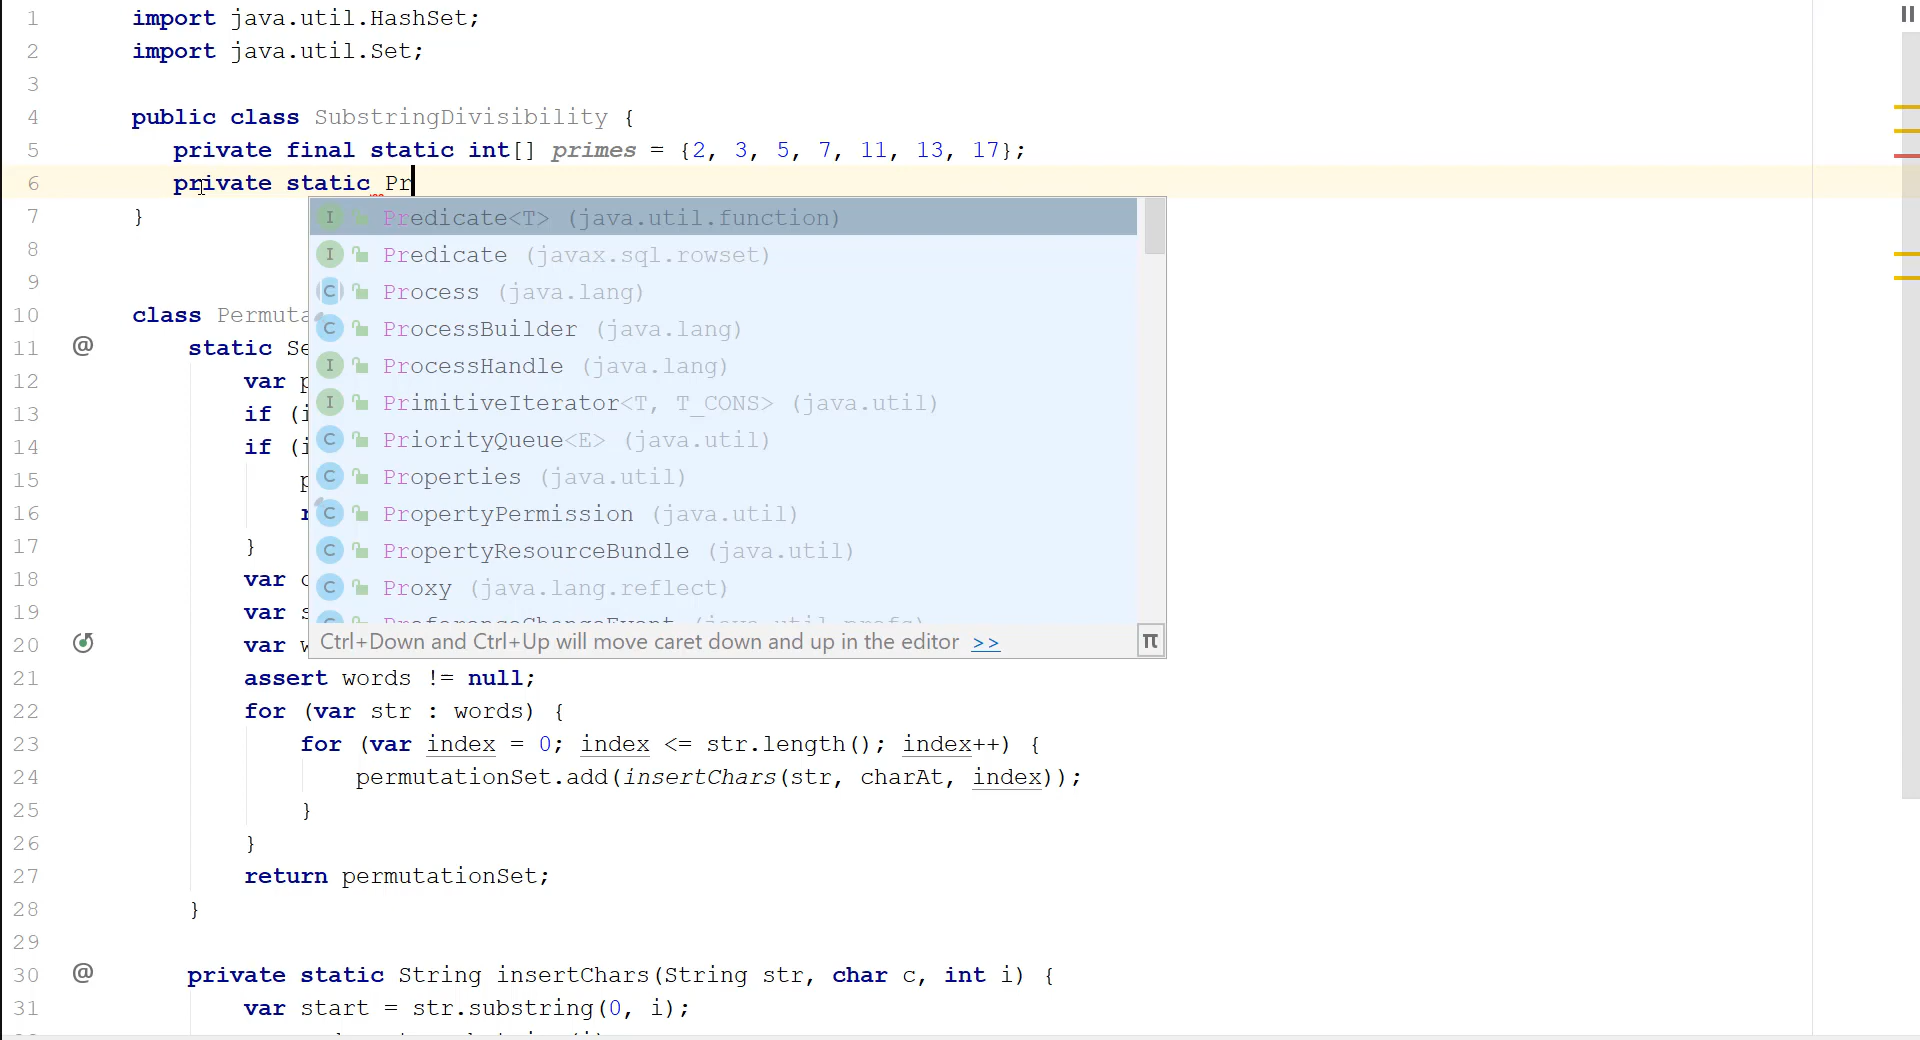 1 import java.util.HashSet;
2 import java.util.Set;
3
4 public class SubstringDivisibility {
5 private final static int[] primes = {2, 3, 5, 7, 11, 13, 17};
6 private static Pr
7 }
8
9
10 class Permuta
11 @ static Se
12 var p
13 if (i
14 if (i
15 p
16 r
17 }
18 var c
19 var s
20 var w
21 assert words != null;
22 for (var str : words) {
23 for (var index = 0; index <= str.length(); index++) {
24 permutationSet.add(insertChars(str, charAt, index));
25 }
26 }
27 return permutationSet;
28 }
29
30 @ private static String insertChars(String str, char c, int i) {
31 var start = str.substring(0, i);
I Predicate<T> (java.util.function)
I Predicate (javax.sql.rowset)
C Process (java.lang)
C ProcessBuilder (java.lang)
I ProcessHandle (java.lang)
I PrimitiveIterator<T, T_CONS> (java.util)
C PriorityQueue<E> (java.util)
C Properties (java.util)
C PropertyPermission (java.util)
C PropertyResourceBundle (java.util)
C Proxy (java.lang.reflect)
C PreferenceChangeEvent (java.util.prefs)
Ctrl+Down and Ctrl+Up will move caret down and up in the editor >> π